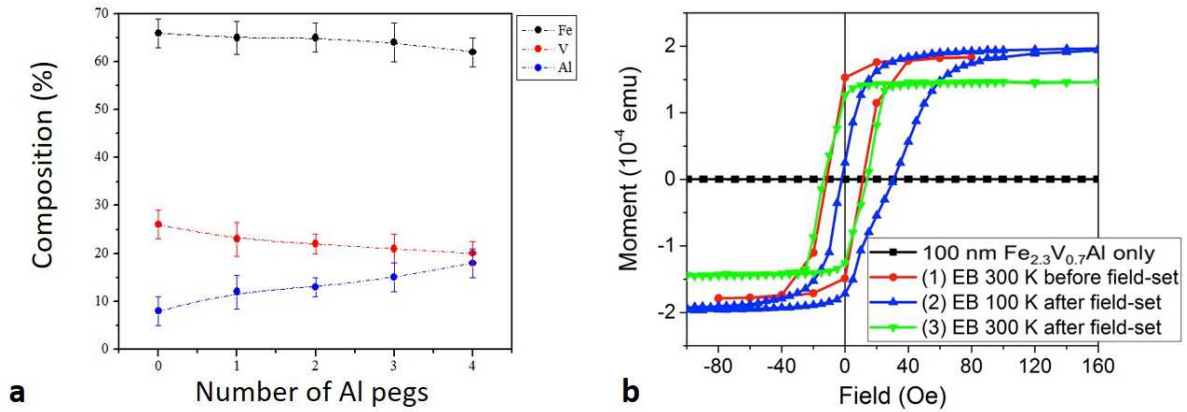 70
60
50
40
30
20
10
0
Composition (%)
0 1 2 3 4
Number of Al pegs
Fe
V
Al
a
2
1
0
-1
-2
Moment (10-4 emu)
-80 -40 0 40 80 120 160
Field (Oe)
100 nm Fe2.3V0.7Al only
(1) EB 300 K before field-set
(2) EB 100 K after field-set
(3) EB 300 K after field-set
b